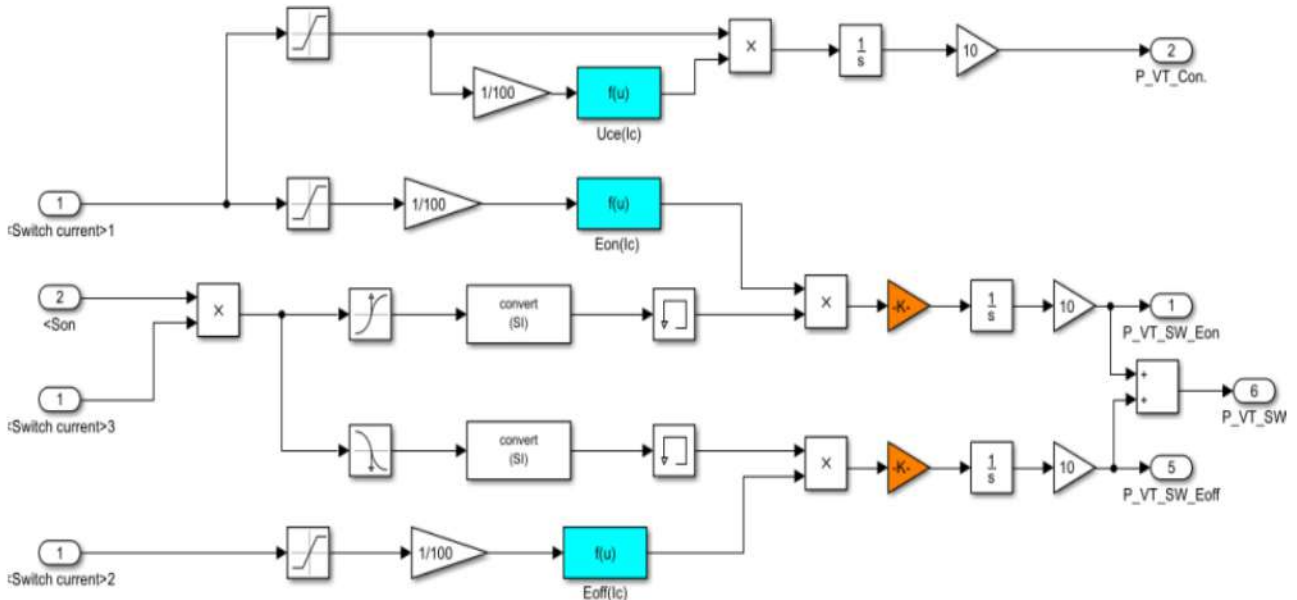 X
1
s
10
2
P_VT_Con.
1/100
f(u)
Uce(Ic)
1
<Switch current>1
1/100
f(u)
Eon(Ic)
2
<Son
X
convert
(SI)
X
-K-
1
s
10
1
P_VT_SW_Eon
1
<Switch current>3
+
+
6
P_VT_SW
convert
(SI)
X
-K-
1
s
10
5
P_VT_SW_Eoff
1
<Switch current>2
1/100
f(u)
Eoff(Ic)